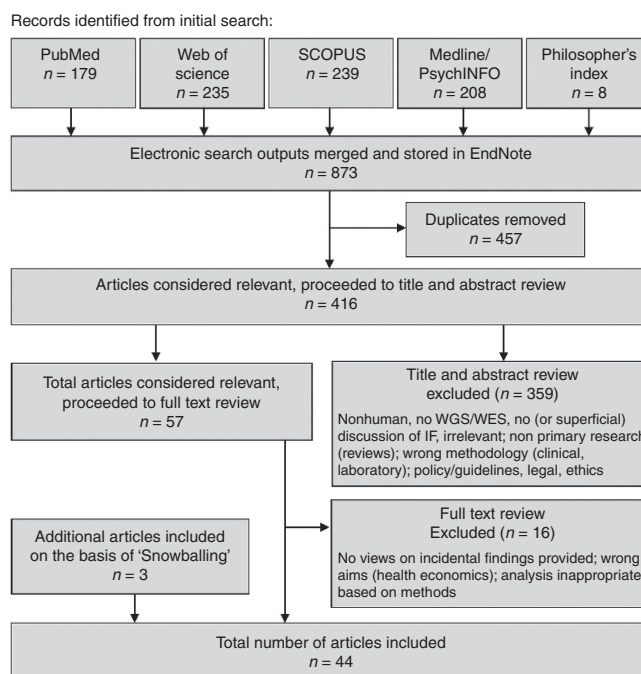 Records identified from initial search:
PubMed
n = 179
Web of
science
n = 235
SCOPUS
n = 239
Medline/
PsychINFO
n = 208
Philosopher's
index
n = 8
Electronic search outputs merged and stored in EndNote
n = 873
Duplicates removed
n = 457
Articles considered relevant, proceeded to title and abstract review
n = 416
Total articles considered relevant,
proceeded to full text review
n = 57
Title and abstract review
excluded (n = 359)
Nonhuman, no WGS/WES, no (or superficial)
discussion of IF, irrelevant; non primary research
(reviews); wrong methodology (clinical,
laboratory); policy/guidelines, legal, ethics
Additional articles included
on the basis of 'Snowballing'
n = 3
Full text review
Excluded (n = 16)
No views on incidental findings provided; wrong
aims (health economics); analysis inappropriate
based on methods
Total number of articles included
n = 44